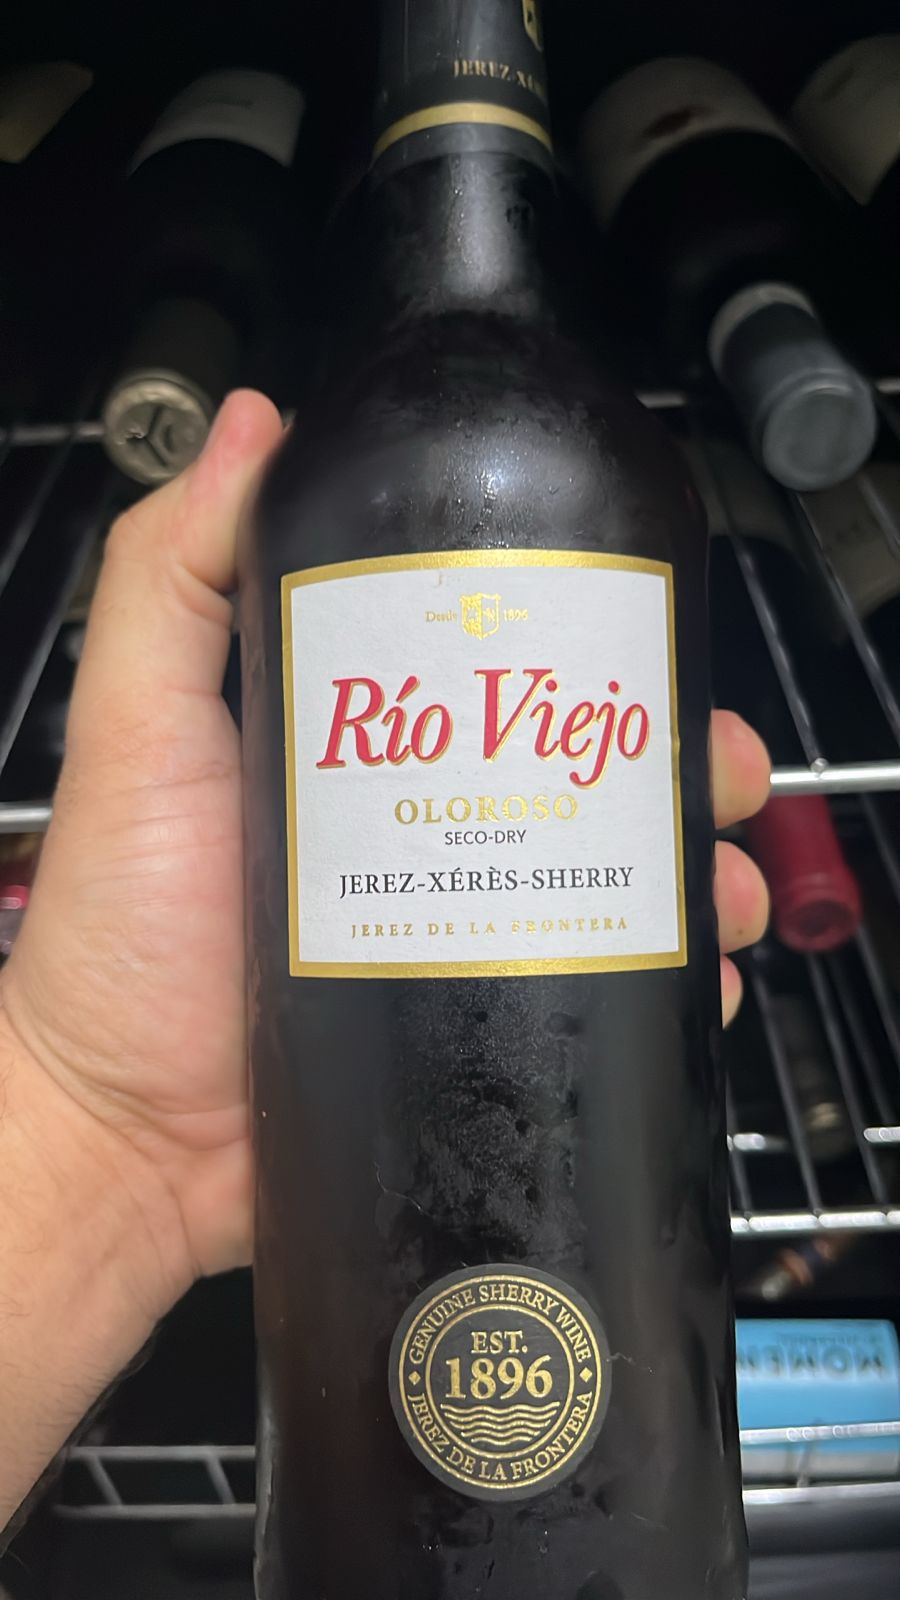 JEREZ-XÉ
Desde 1896
Río Viejo
OLOROSO
SECO-DRY
JEREZ-XÉRÈS-SHERRY
JEREZ DE LA FRONTERA
GENUINE SHERRY WINE
EST.
1896
JEREZ DE LA FRONTERA